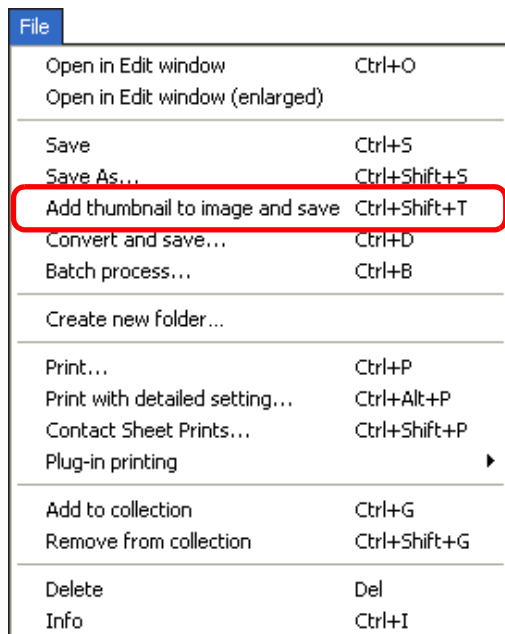 File
Open in Edit window Ctrl+O
Open in Edit window (enlarged)
Save Ctrl+S
Save As... Ctrl+Shift+S
Add thumbnail to image and save Ctrl+Shift+T
Convert and save... Ctrl+D
Batch process... Ctrl+B
Create new folder...
Print... Ctrl+P
Print with detailed setting... Ctrl+Alt+P
Contact Sheet Prints... Ctrl+Shift+P
Plug-in printing
Add to collection Ctrl+G
Remove from collection Ctrl+Shift+G
Delete Del
Info Ctrl+I